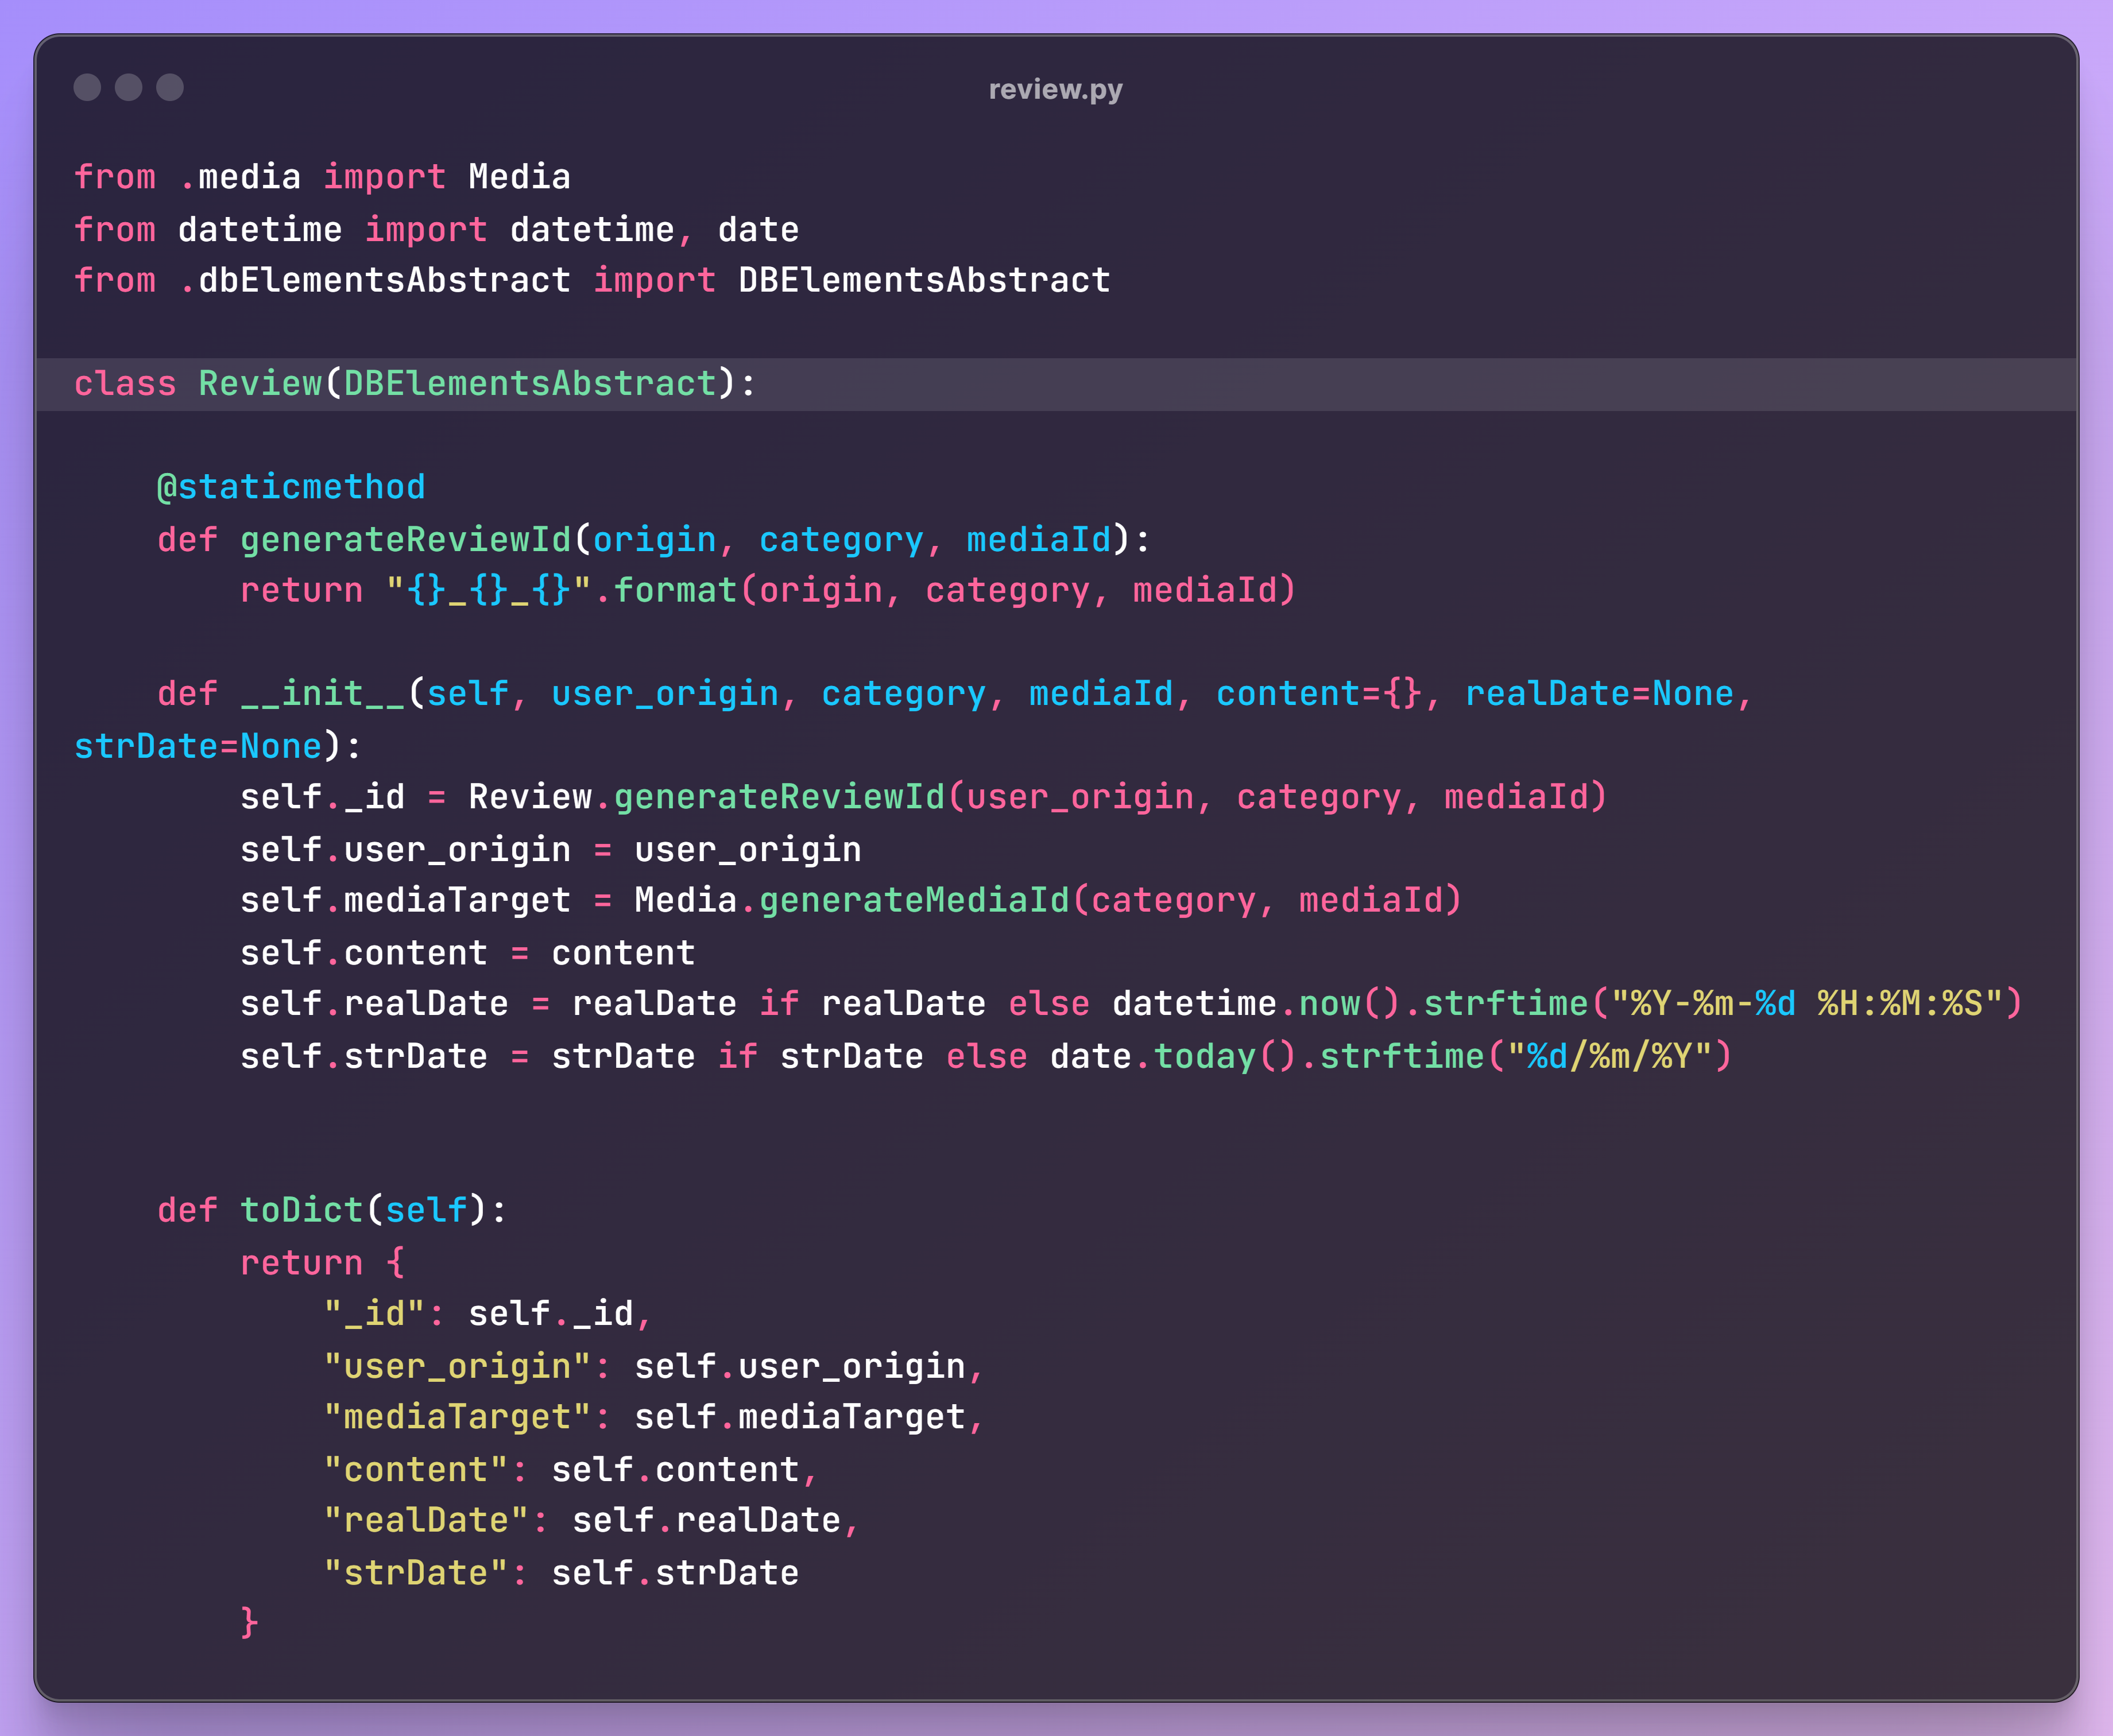 review.py
from .media import Media
from datetime import datetime, date
from .dbElementsAbstract import DBElementsAbstract

class Review(DBElementsAbstract):

    @staticmethod
    def generateReviewId(origin, category, mediaId):
        return "{}_{}_{}".format(origin, category, mediaId)

    def __init__(self, user_origin, category, mediaId, content={}, realDate=None,
strDate=None):
        self._id = Review.generateReviewId(user_origin, category, mediaId)
        self.user_origin = user_origin
        self.mediaTarget = Media.generateMediaId(category, mediaId)
        self.content = content
        self.realDate = realDate if realDate else datetime.now().strftime("%Y-%m-%d %H:%M:%S")
        self.strDate = strDate if strDate else date.today().strftime("%d/%m/%Y")


    def toDict(self):
        return {
            "_id": self._id,
            "user_origin": self.user_origin,
            "mediaTarget": self.mediaTarget,
            "content": self.content,
            "realDate": self.realDate,
            "strDate": self.strDate
        }